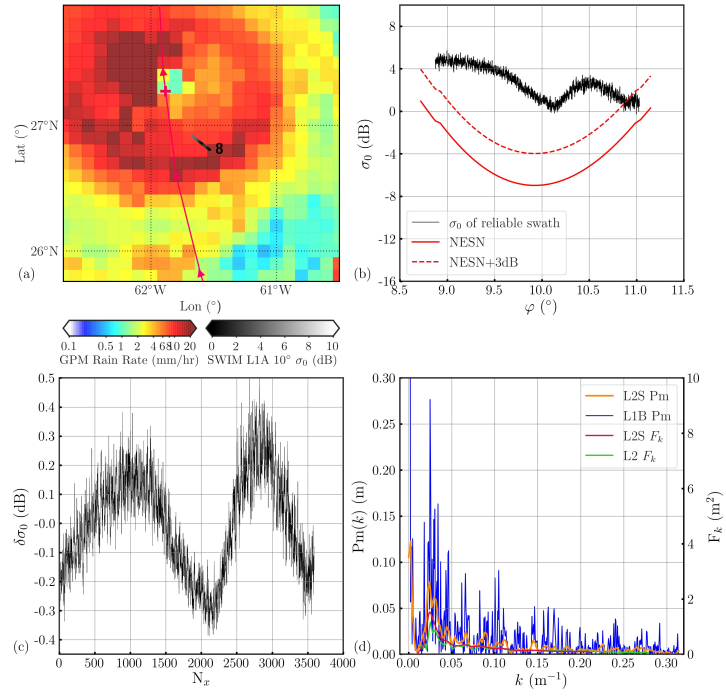 27°N
26°N
Lat (°)
(a)
8
62°W
61°W
Lon (°)
0.1
0.5
1
2
4
6
8
10
20
GPM Rain Rate (mm/hr)
0
2
4
6
8
10
SWIM L1A 10° σ₀ (dB)
8
4
0
-4
-8
-12
-16
σ₀ (dB)
(b)
σ₀ of reliable swath
NESN
NESN+3dB
8.5
9.0
9.5
10.0
10.5
11.0
11.5
φ (°)
0.5
0.4
0.3
0.2
0.1
-0.0
-0.1
-0.2
-0.3
-0.4
δσ₀ (dB)
(c)
0
500
1000
1500
2000
2500
3000
3500
4000
Nₓ
0.30
0.25
0.20
0.15
0.10
0.05
0.00
Pm(k) (m)
(d)
L2S Pm
L1B Pm
L2S Fₖ
L2 Fₖ
10
8
6
4
2
0
Fₖ (m²)
0.00
0.05
0.10
0.15
0.20
0.25
0.30
k (m⁻¹)